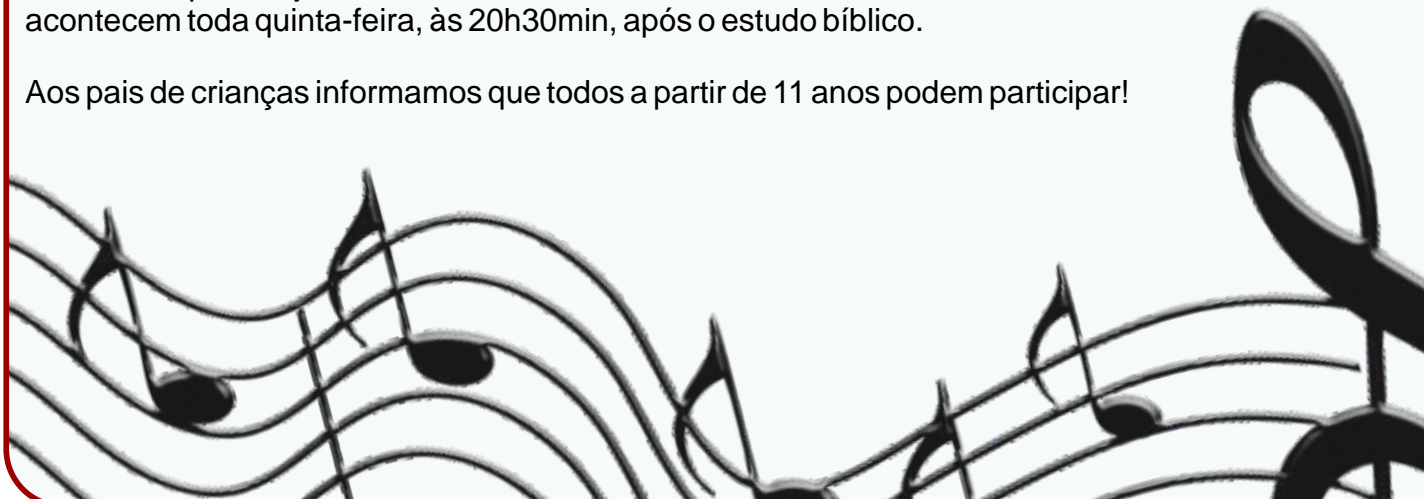 acontecem toda quinta-feira, às 20h30min, após o estudo bíblico.
Aos pais de crianças informamos que todos a partir de 11 anos podem participar!